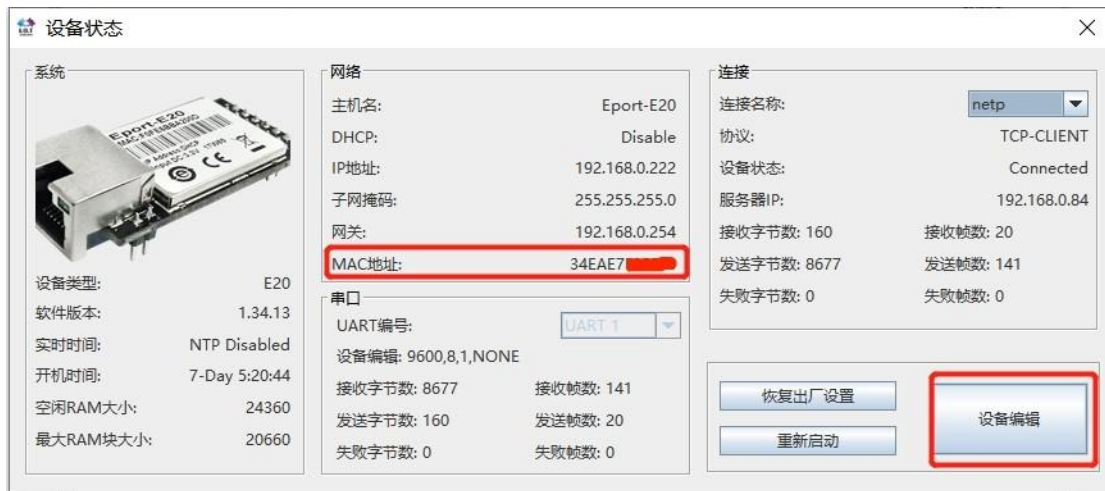 设备状态
系统
Eport-E20
设备类型: E20
软件版本: 1.34.13
实时时间: NTP Disabled
开机时间: 7-Day 5:20:44
空闲RAM大小: 24360
最大RAM块大小: 20660
网络
主机名: Eport-E20
DHCP: Disable
IP地址: 192.168.0.222
子网掩码: 255.255.255.0
网关: 192.168.0.254
MAC地址: 34EAE7
串口
UART编号: UART 1
设备编辑: 9600,8,1,NONE
接收字节数: 8677 接收帧数: 141
发送字节数: 160 发送帧数: 20
失败字节数: 0 失败帧数: 0
连接
连接名称: netp
协议: TCP-CLIENT
设备状态: Connected
服务器IP: 192.168.0.84
接收字节数: 160 接收帧数: 20
发送字节数: 8677 发送帧数: 141
失败字节数: 0 失败帧数: 0
恢复出厂设置
重新启动
设备编辑